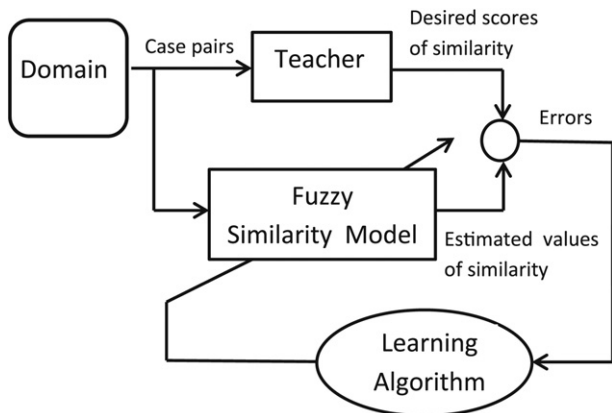 Desired scores
of similarity
Case pairs
Domain
Teacher
Errors
Fuzzy
Similarity Model
Estimated values
of similarity
Learning
Algorithm